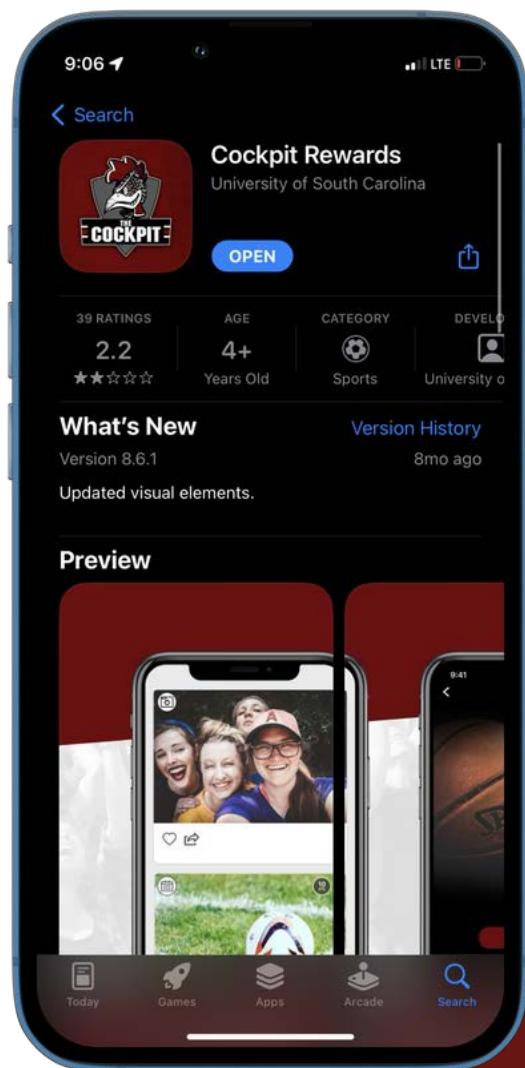 9:06
LTE
Search
THE
COCKPIT
Cockpit Rewards
University of South Carolina
OPEN
39 RATINGS
AGE
CATEGORY
DEVELO
2.2
4+
Years Old
Sports
University o
What's New
Version History
Version 8.6.1
8mo ago
Updated visual elements.
Preview
9:41
A
10
Today
Games
Apps
Arcade
Search